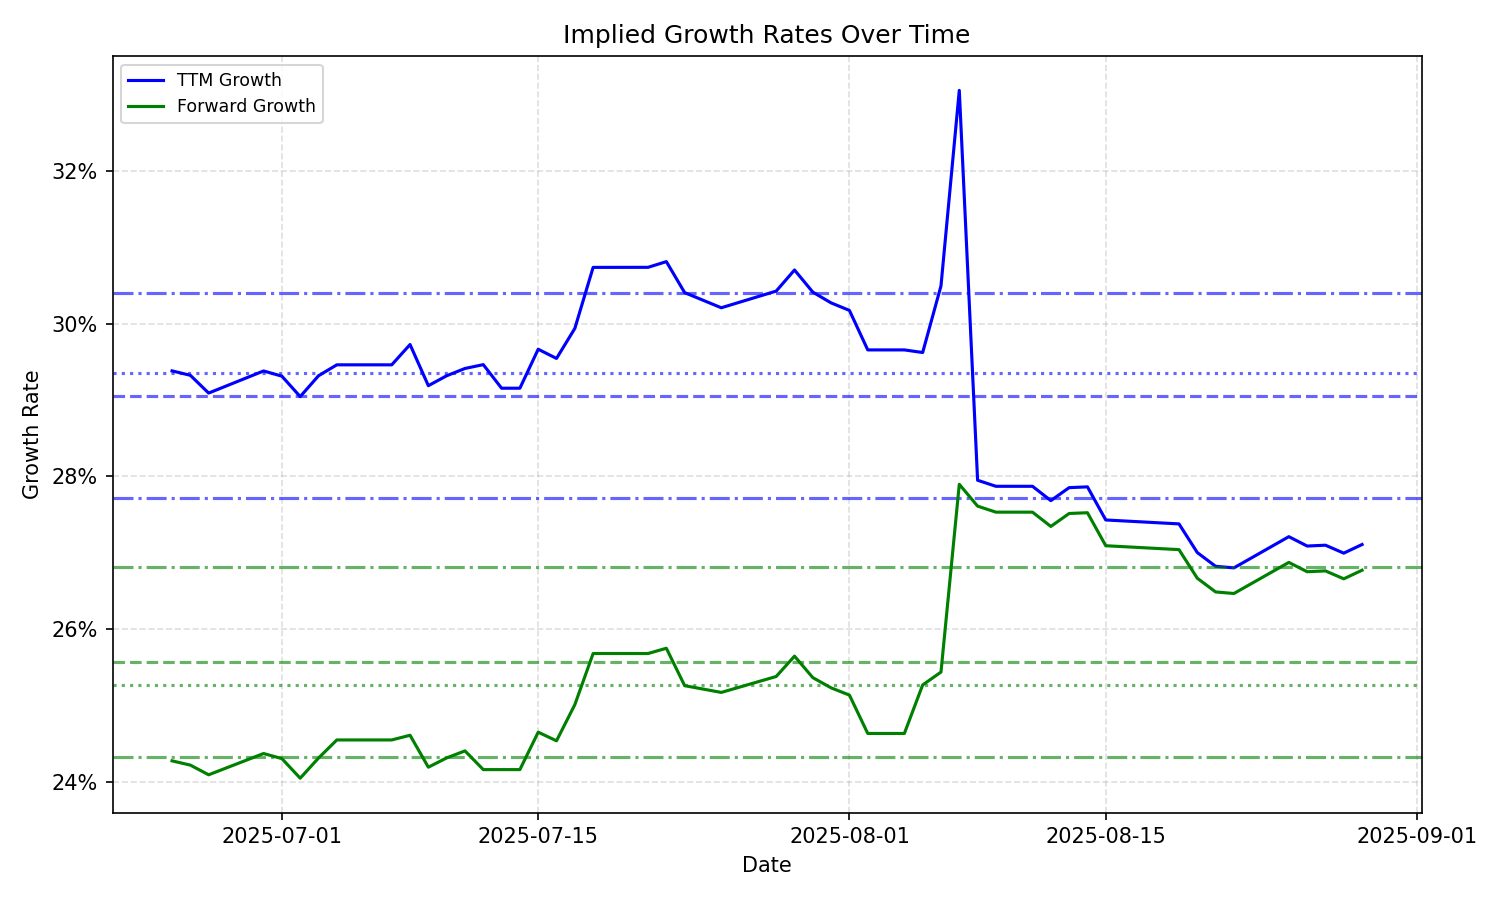 Implied Growth Rates Over Time
TTM Growth
Forward Growth
32%
30%
28%
26%
24%
Growth Rate
2025-07-01
2025-07-15
2025-08-01
2025-08-15
2025-09-01
Date